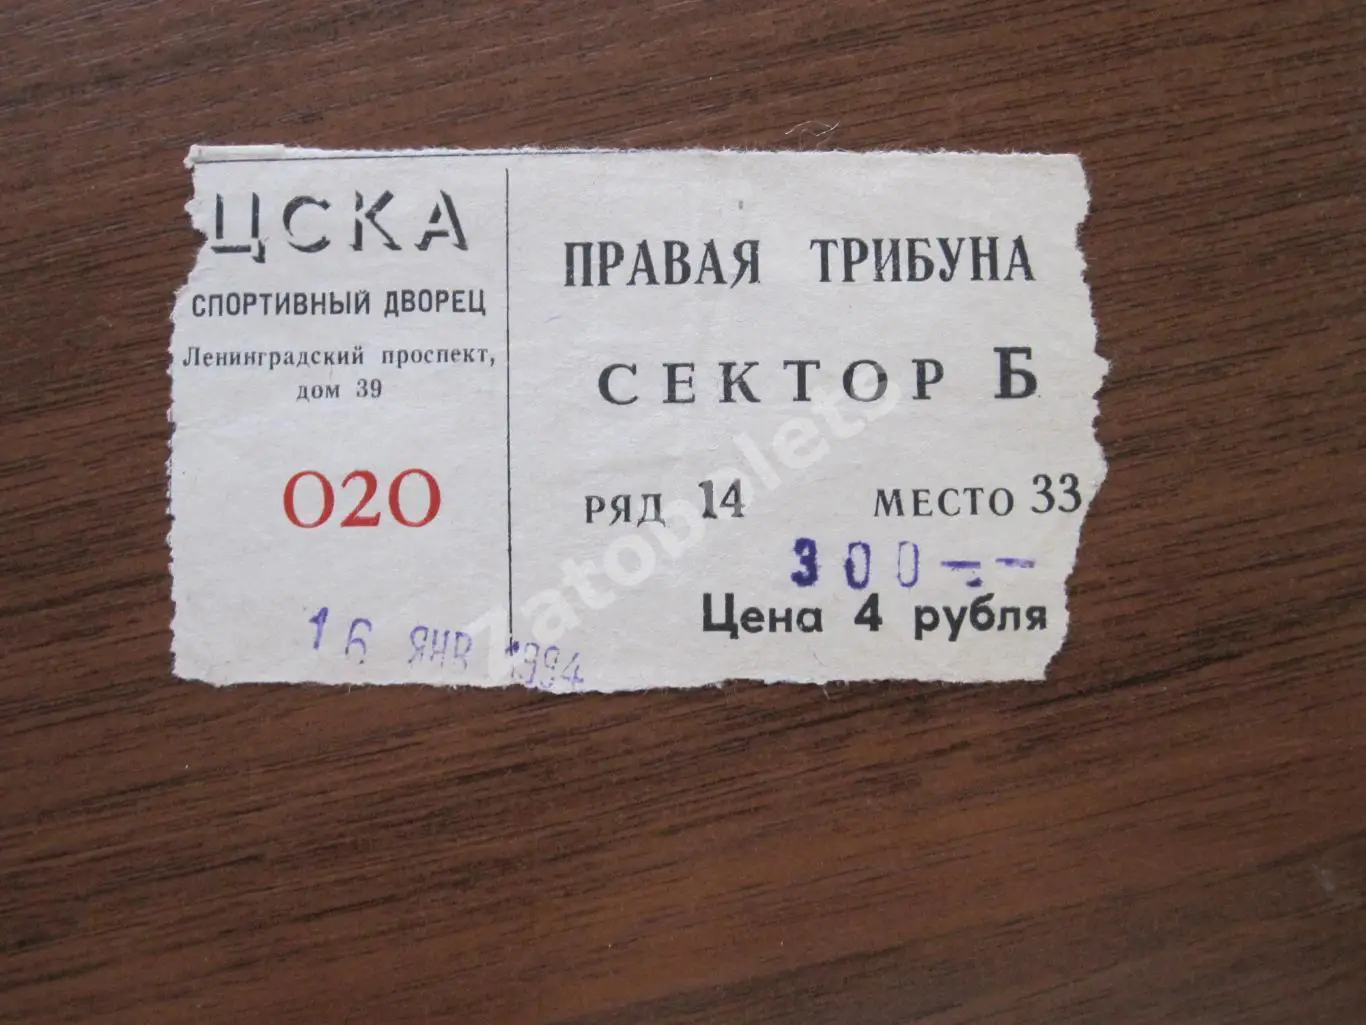 ЦСКА
СПОРТИВНЫЙ ДВОРЕЦ
Ленинградский проспект,
дом 39
020
16 ЯНВ 1994
ПРАВАЯ ТРИБУНА
СЕКТОР Б
РЯД 14 МЕСТО 33
300--
Цена 4 рубля
Zatopoleto